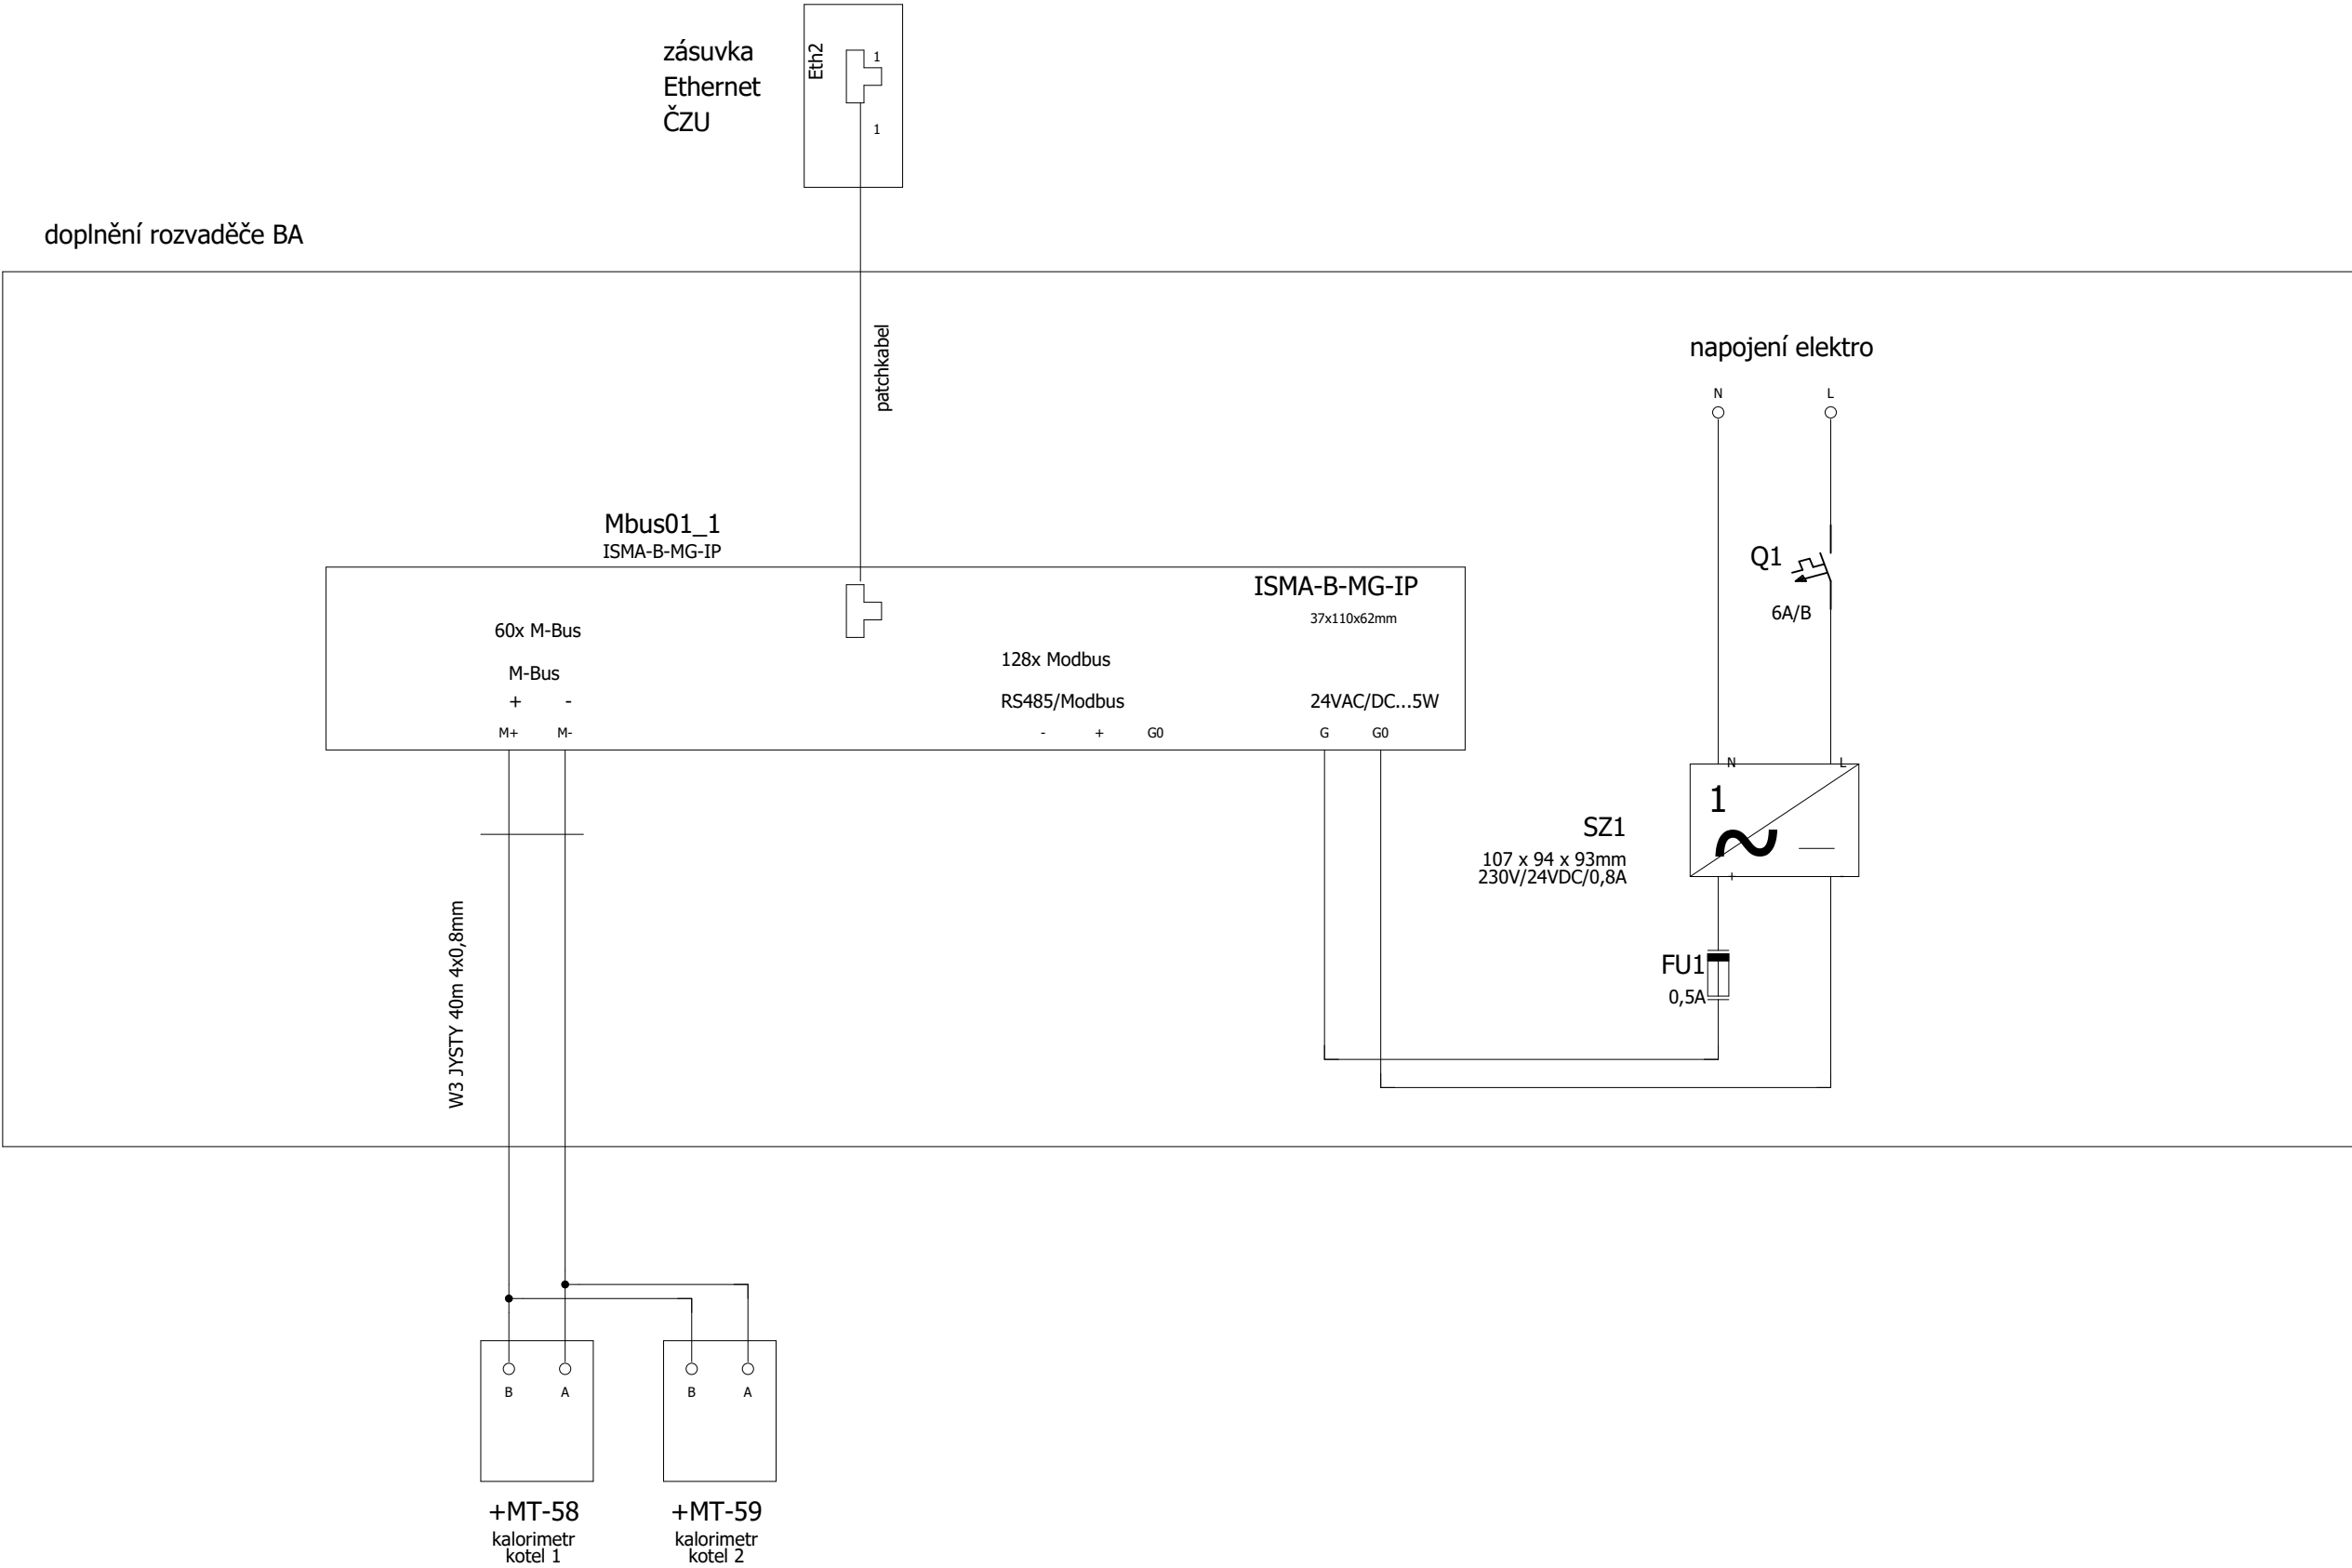 zásuvka
Ethernet
ČZU
Eth2
1
1
doplnění rozvaděče BA
patchkabel
napojení elektro
N
L
Mbus01_1
ISMA-B-MG-IP
Q1
6A/B
ISMA-B-MG-IP
37x110x62mm
60x M-Bus
M-Bus
+ -
M+ M-
128x Modbus
RS485/Modbus
- + G0
24VAC/DC...5W
G G0
N L
1
SZ1
107 x 94 x 93mm
230V/24VDC/0,8A
+ -
FU1
0,5A
W3 JYSTY 40m 4x0,8mm
B A
B A
+MT-58
kalorimetr
kotel 1
+MT-59
kalorimetr
kotel 2